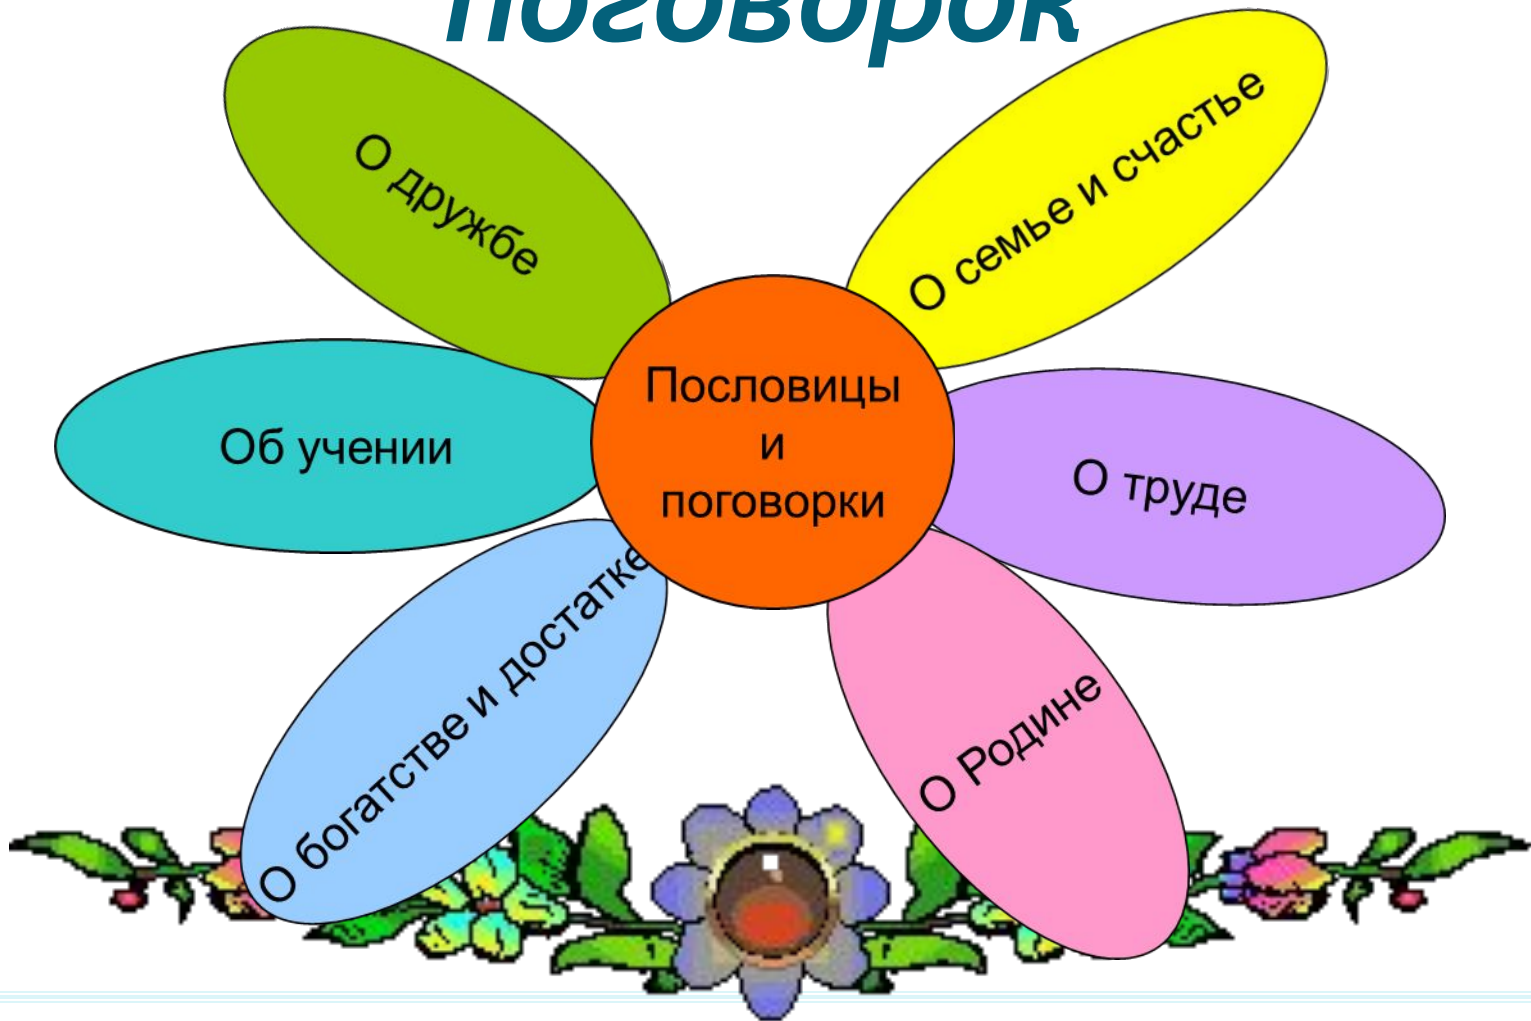 поговорок
О дружбе
О семье и счастье
Пословицы
и
поговорки
Об учении
О труде
О богатстве и достатке
О Родине